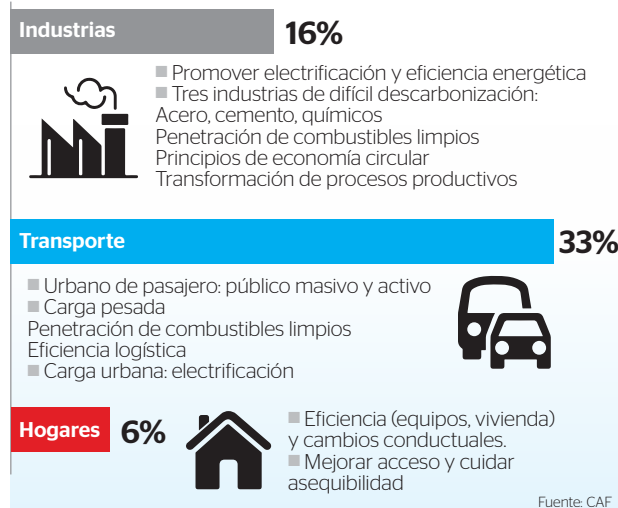 Industrias 16%
■ Promover electrificación y eficiencia energética
■ Tres industrias de difícil descarbonización:
Acero, cemento, químicos
Penetración de combustibles limpios
Principios de economía circular
Transformación de procesos productivos
Transporte 33%
■ Urbano de pasajero: público masivo y activo
■ Carga pesada
Penetración de combustibles limpios
Eficiencia logística
■ Carga urbana: electrificación
Hogares 6%
■ Eficiencia (equipos, vivienda)
y cambios conductuales.
■ Mejorar acceso y cuidar
asequibilidad
Fuente: CAF